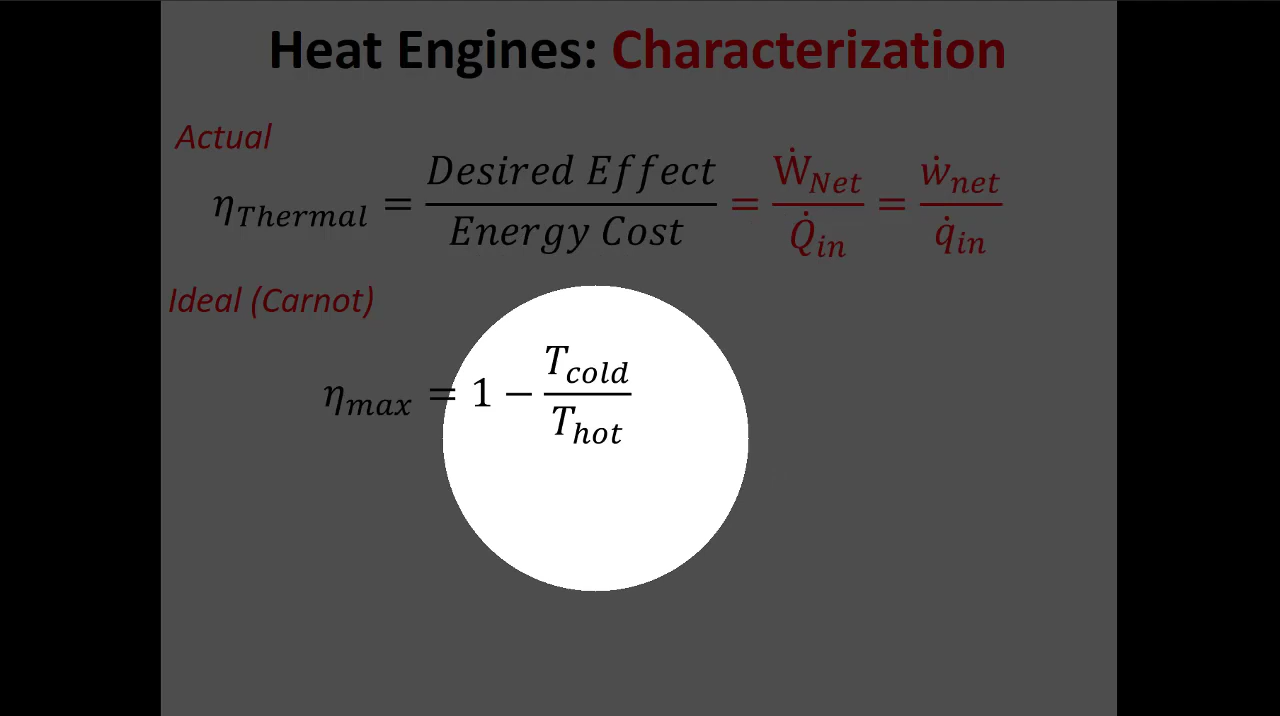 Heat Engines: Characterization
Actual
η_Thermal = Desired Effect / Energy Cost = Ẇ_Net / Q̇_in = ẇ_net / q̇_in
Ideal (Carnot)
η_max = 1 − T_cold / T_hot